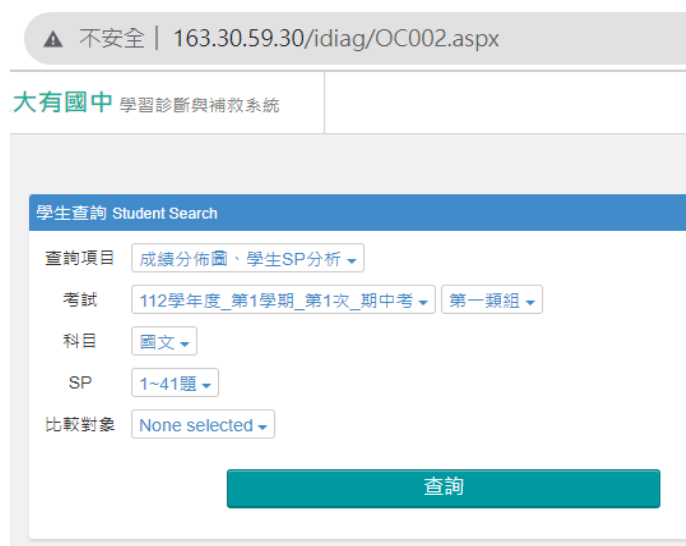 不安全 | 163.30.59.30/idiag/OC002.aspx
大有國中 學習診斷與補救系統
學生查詢 Student Search
查詢項目 成績分佈圖、學生SP分析
考試 112學年度_第1學期_第1次_期中考 第一類組
科目 國文
SP 1~41題
比較對象 None selected
查詢